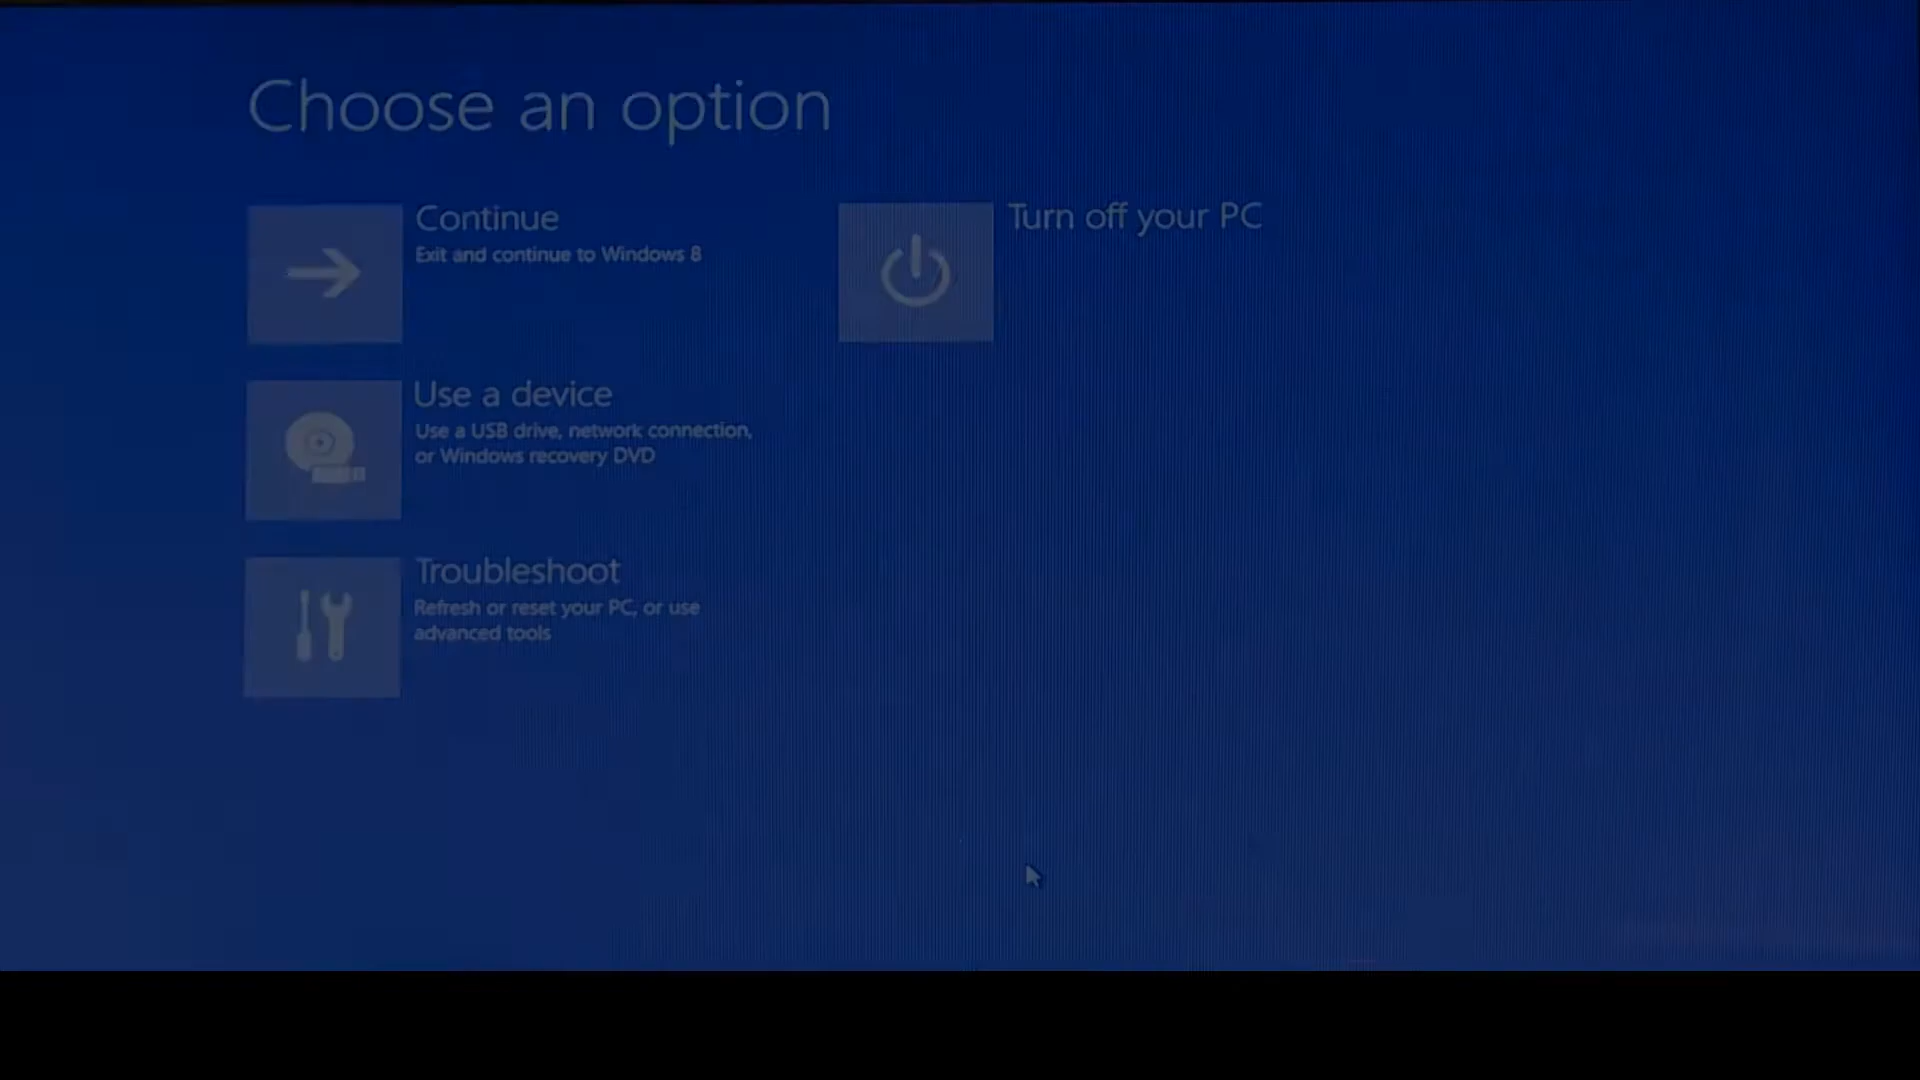 Choose an option
Continue
Exit and continue to Windows 8
Turn off your PC
Use a device
Use a USB drive, network connection,
or Windows recovery DVD
Troubleshoot
Refresh or reset your PC, or use
advanced tools